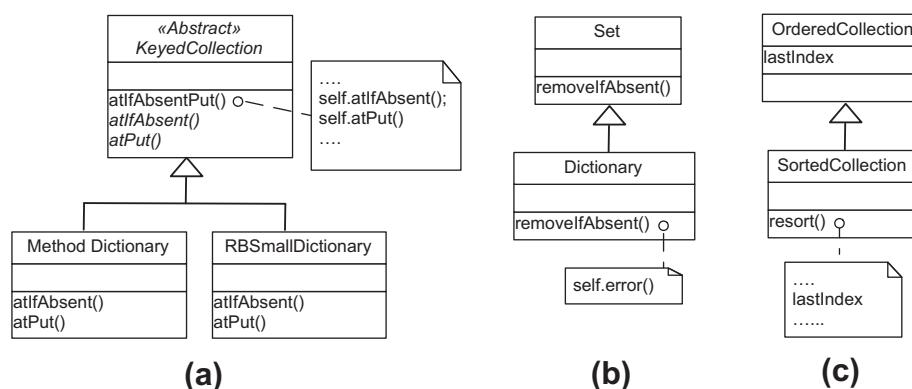 «Abstract»
KeyedCollection
atIfAbsentPut()
atIfAbsent()
atPut()
....
self.atIfAbsent();
self.atPut()
....
Method Dictionary
atIfAbsent()
atPut()
RBSmallDictionary
atIfAbsent()
atPut()
(a)
Set
removeIfAbsent()
Dictionary
removeIfAbsent()
self.error()
(b)
OrderedCollection
lastIndex
SortedCollection
resort()
....
lastIndex
......
(c)